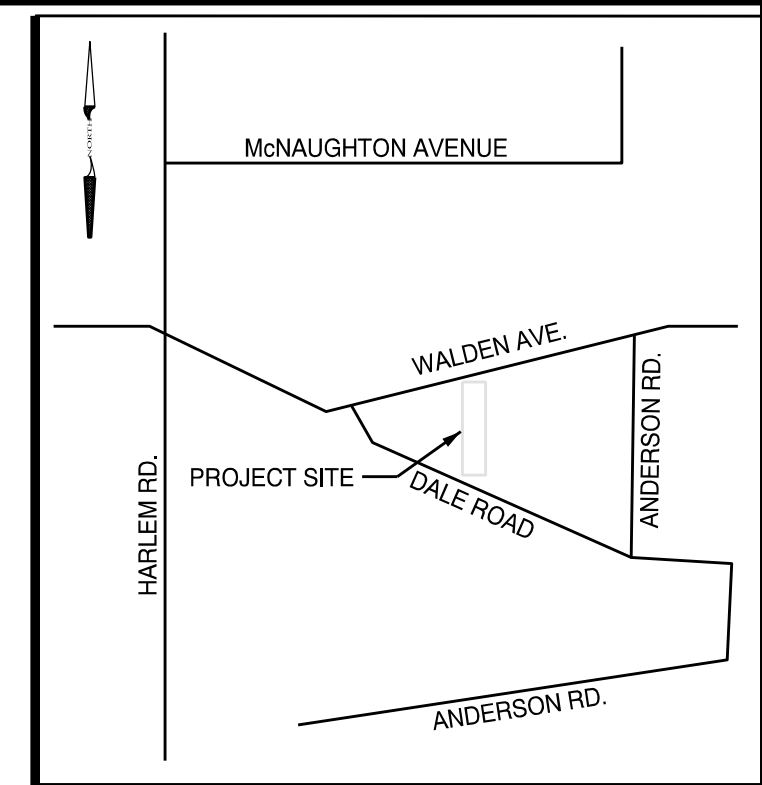 NORTH
McNAUGHTON AVENUE
WALDEN AVE.
ANDERSON RD.
HARLEM RD.
PROJECT SITE
DALE ROAD
ANDERSON RD.